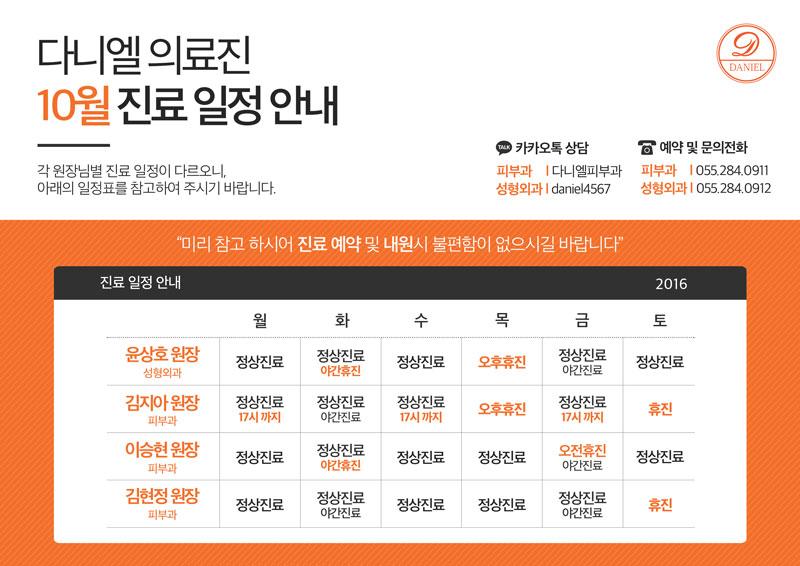 다니엘 의료진
10월 진료 일정 안내
DANIEL
각 원장님별 진료 일정이 다르오니,
아래의 일정표를 참고하여 주시기 바랍니다.
TALK 카카오톡 상담
피부과 | 다니엘피부과
성형외과 | daniel4567
예약 및 문의전화
피부과 | 055.284.0911
성형외과 | 055.284.0912
“미리 참고 하시어 진료 예약 및 내원시 불편함이 없으시길 바랍니다”
진료 일정 안내 2016
월 화 수 목 금 토
윤상호 원장 정상진료 정상진료 정상진료 오후휴진 정상진료 정상진료
성형외과 야간휴진 야간진료
김지아 원장 정상진료 정상진료 정상진료 오후휴진 정상진료 휴진
피부과 17시 까지 야간진료 17시 까지 17시 까지
이승현 원장 정상진료 정상진료 정상진료 정상진료 오전휴진 정상진료
피부과 야간휴진 야간진료
김현정 원장 정상진료 정상진료 정상진료 정상진료 정상진료 휴진
피부과 야간진료 야간진료